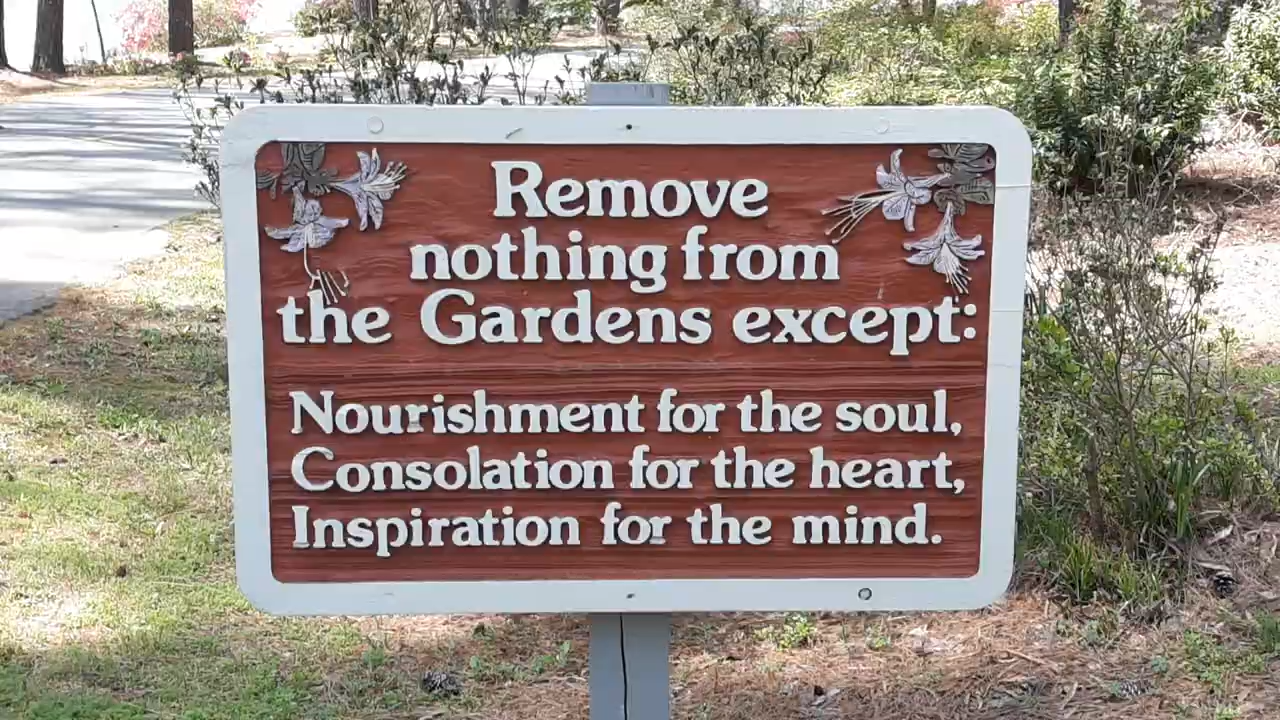 Remove
nothing from
the Gardens except:
Nourishment for the soul,
Consolation for the heart,
Inspiration for the mind.